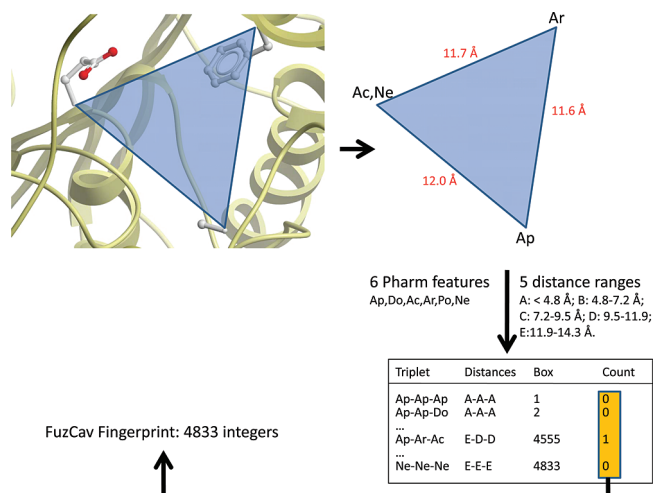 Ar
11.7 Å
Ac,Ne
11.6 Å
12.0 Å
Ap
6 Pharm features
Ap,Do,Ac,Ar,Po,Ne
5 distance ranges
A: < 4.8 Å; B: 4.8-7.2 Å;
C: 7.2-9.5 Å; D: 9.5-11.9;
E:11.9-14.3 Å.
Triplet Distances Box Count
Ap-Ap-Ap A-A-A 1 0
Ap-Ap-Do A-A-A 2 0
...
Ap-Ar-Ac E-D-D 4555 1
...
Ne-Ne-Ne E-E-E 4833 0
FuzCav Fingerprint: 4833 integers